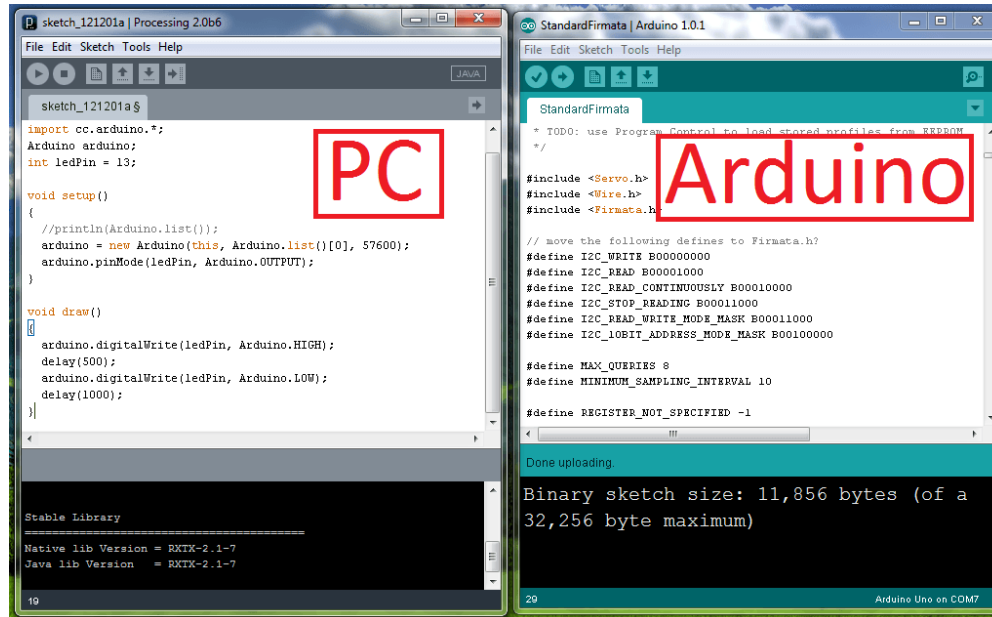 sketch_121201a | Processing 2.0b6
File Edit Sketch Tools Help
JAVA
sketch_121201a §
import cc.arduino.*;
Arduino arduino;
int ledPin = 13;
void setup()
{
//println(Arduino.list());
arduino = new Arduino(this, Arduino.list()[0], 57600);
arduino.pinMode(ledPin, Arduino.OUTPUT);
}
void draw()
{
arduino.digitalWrite(ledPin, Arduino.HIGH);
delay(500);
arduino.digitalWrite(ledPin, Arduino.LOW);
delay(1000);
}
PC
Stable Library
=========================================
Native lib Version = RXTX-2.1-7
Java lib Version = RXTX-2.1-7
19
StandardFirmata | Arduino 1.0.1
File Edit Sketch Tools Help
StandardFirmata
* TODO: use Program Control to load stored profiles from EEPROM
*/
#include <Servo.h>
#include <Wire.h>
#include <Firmata.h>
Arduino
// move the following defines to Firmata.h?
#define I2C_WRITE B00000000
#define I2C_READ B00001000
#define I2C_READ_CONTINUOUSLY B00010000
#define I2C_STOP_READING B00011000
#define I2C_READ_WRITE_MODE_MASK B00011000
#define I2C_10BIT_ADDRESS_MODE_MASK B00100000
#define MAX_QUERIES 8
#define MINIMUM_SAMPLING_INTERVAL 10
#define REGISTER_NOT_SPECIFIED -1
Done uploading.
Binary sketch size: 11,856 bytes (of a
32,256 byte maximum)
29
Arduino Uno on COM7